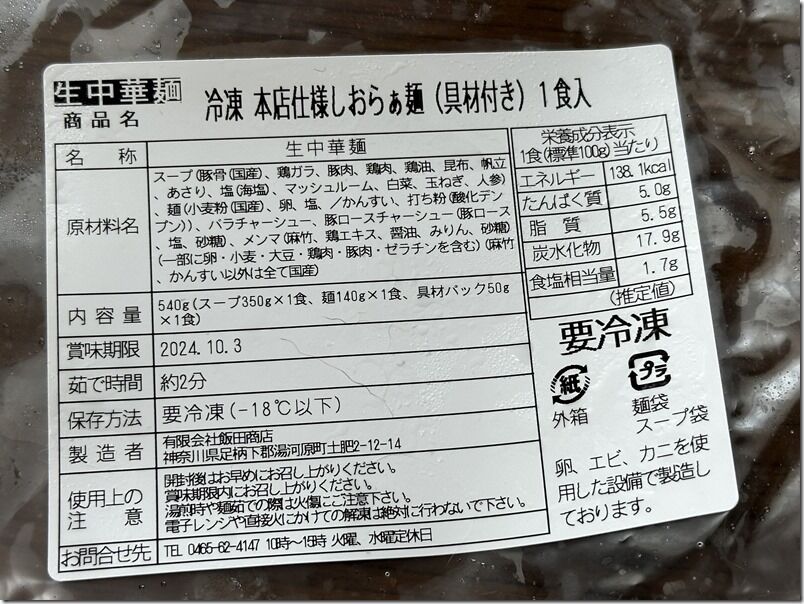 生中華麺
商品名
冷凍 本店仕様しおらぁ麺(具材付き)1食入
名称
生中華麺
原材料名
スープ(豚骨(国産)、鶏ガラ、豚肉、鶏肉、鶏油、昆布、帆立
、あさり、塩(海塩)、マッシュルーム、白菜、玉ねぎ、人参)
、麺(小麦粉(国産)、卵、塩、/かんすい、打ち粉(酸化デン
プン))、バラチャーシュー、豚ロースチャーシュー(豚ロース
、塩、砂糖)、メンマ(麻竹、鶏エキス、醤油、みりん、砂糖)
(一部に卵・小麦・大豆・鶏肉・豚肉・ゼラチンを含む)(麻竹
、かんすい以外は全て国産)
内容量
540g(スープ350g×1食、麺140g×1食、具材パック50g
×1食)
賞味期限
2024.10.3
茹で時間
約2分
保存方法
要冷凍(-18℃以下)
製造者
有限会社飯田商店
神奈川県足柄下郡湯河原町土肥2-12-14
使用上の
注意
開封後はお早めにお召し上がりください。
賞味期限内にお召し上がりください。
湯煎時や麺茹での際は火傷にご注意下さい。
電子レンジや直接火にかけての解凍は絶対に行わないで下さい。
お問合せ先
TEL 0465-62-4147 10時～15時 火曜、水曜定休日
栄養成分表示
1食(標準100g)当たり
エネルギー 138.1kcal
たんぱく質 5.0g
脂質 5.5g
炭水化物 17.9g
食塩相当量 1.7g
(推定値)
要冷凍
紙
外箱
プラ
麺袋
スープ袋
卵、エビ、カニを使
用した設備で製造し
ております。